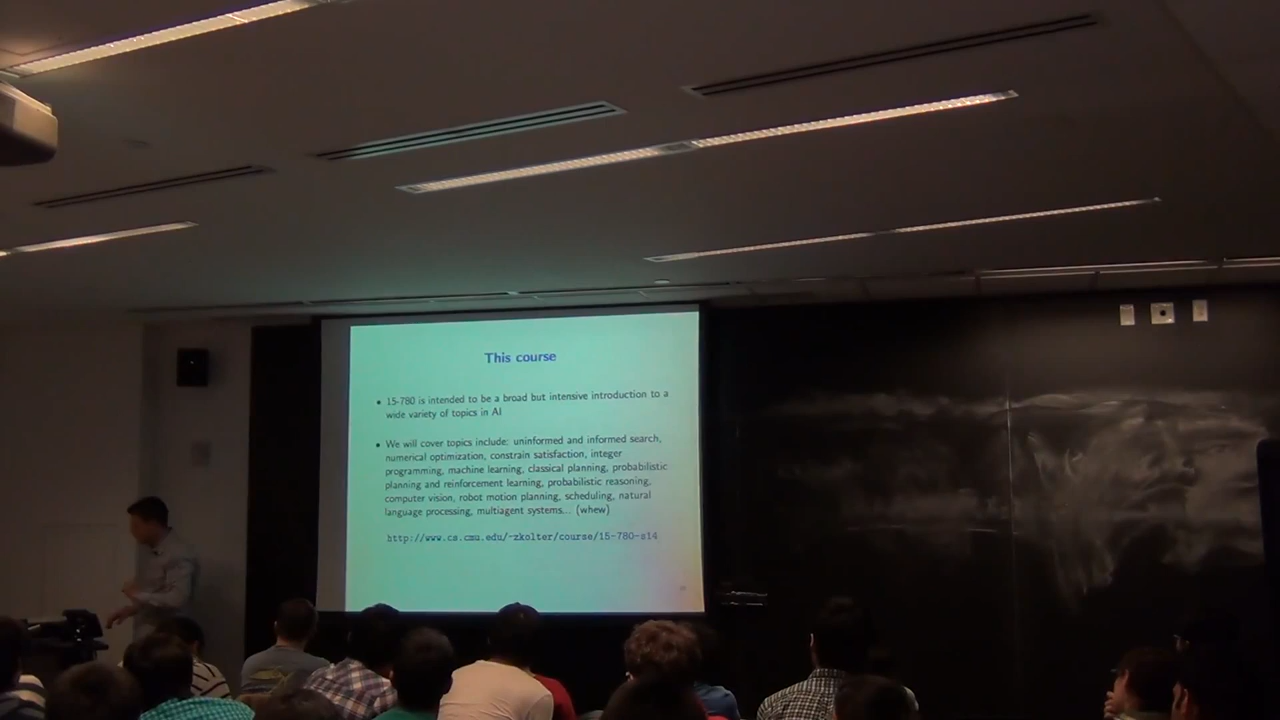 This course
• 15-780 is intended to be a broad but intensive introduction to a
wide variety of topics in AI
• We will cover topics include: uninformed and informed search,
numerical optimization, constrain satisfaction, integer
programming, machine learning, classical planning, probabilistic
planning and reinforcement learning, probabilistic reasoning,
computer vision, robot motion planning, scheduling, natural
language processing, multiagent systems... (whew)
http://www.cs.cmu.edu/~zkolter/course/15-780-s14